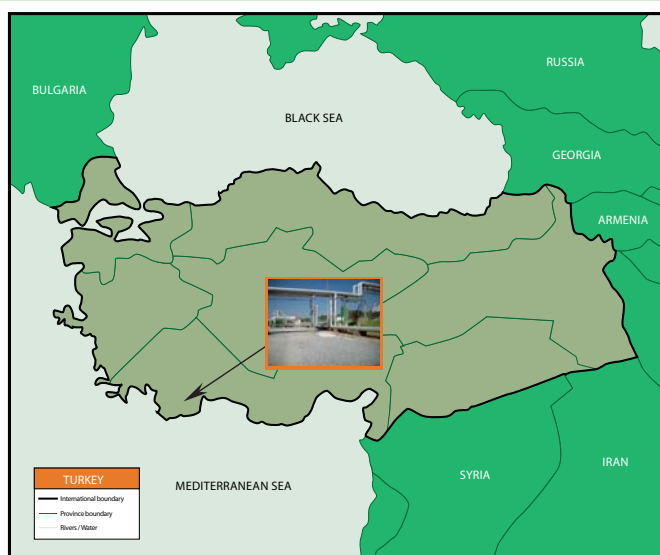 RUSSIA
BULGARIA
BLACK SEA
GEORGIA
ARMENIA
TURKEY
International boundary
Province boundary
Rivers / Water
MEDITERRANEAN SEA
SYRIA
IRAN